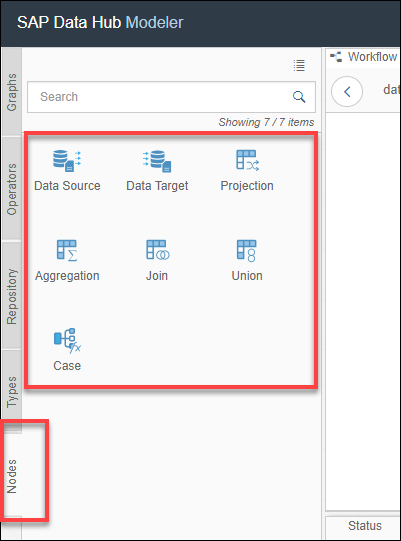 SAP Data Hub Modeler
Graphs
Operators
Repository
Types
Nodes
Search
Showing 7 / 7 items
Data Source
Data Target
Projection
Aggregation
Join
Union
Case
Workflow
dat
Status